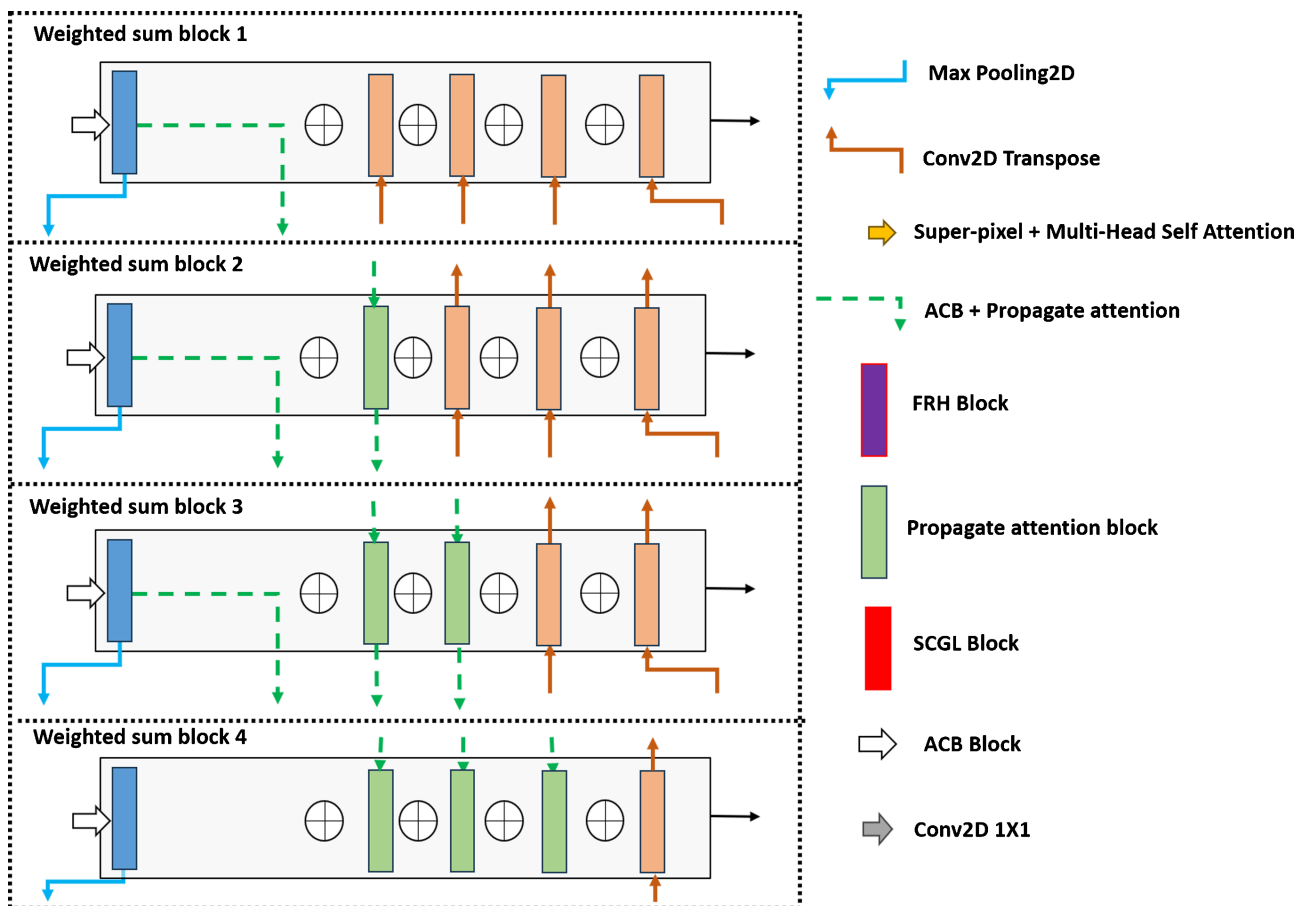 Weighted sum block 1
Weighted sum block 2
Weighted sum block 3
Weighted sum block 4
Max Pooling2D
Conv2D Transpose
Super-pixel + Multi-Head Self Attention
ACB + Propagate attention
FRH Block
Propagate attention block
SCGL Block
ACB Block
Conv2D 1X1